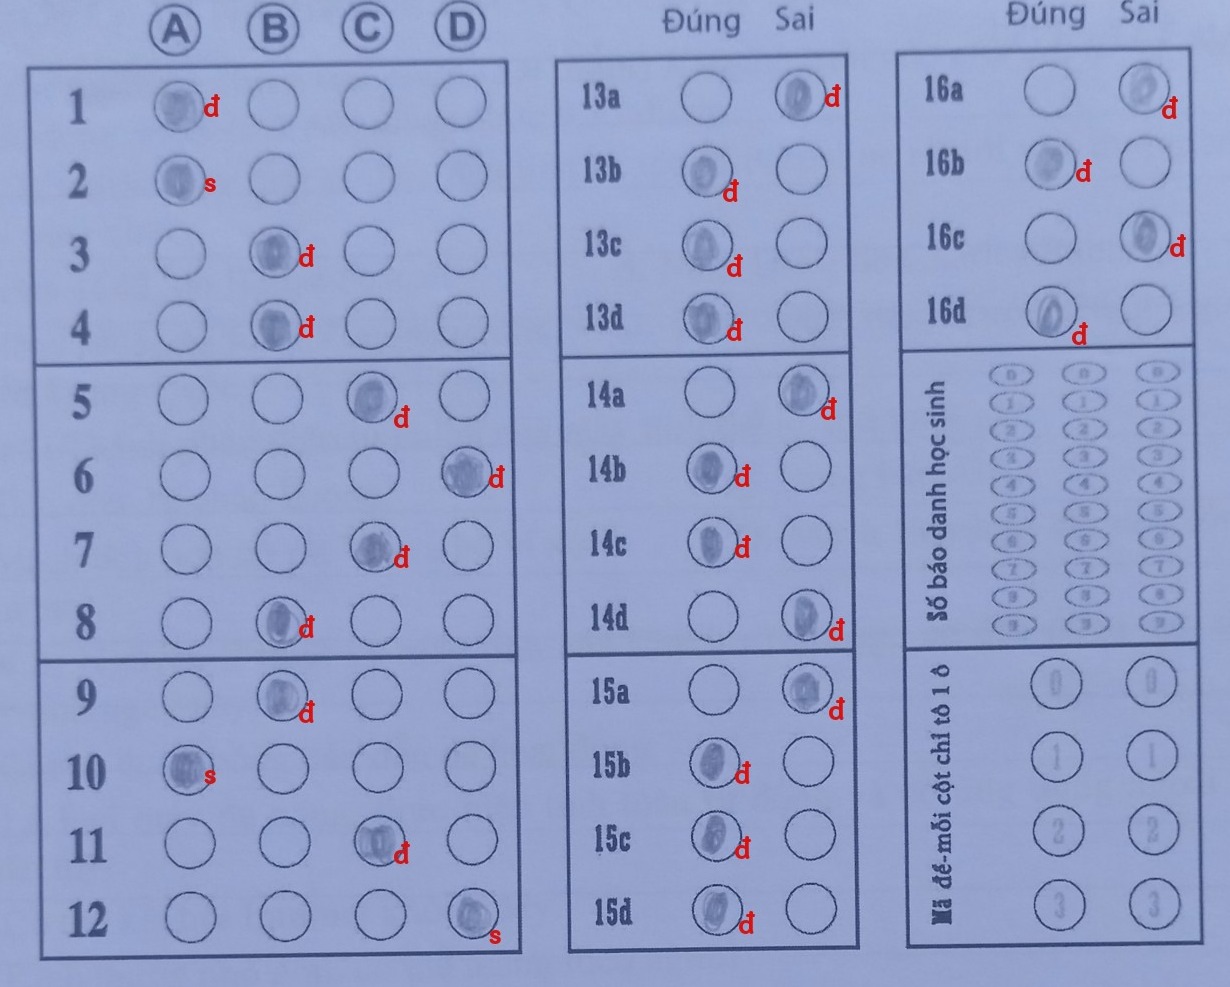 A B C D
1 đ
2 s
3 đ
4 đ
5 đ
6 đ
7 đ
8 đ
9 đ
10 s
11 đ
12 s
Đúng Sai
13a đ
13b đ
13c đ
13d đ
14a đ
14b đ
14c đ
14d đ
15a đ
15b đ
15c đ
15d đ
Đúng Sai
16a đ
16b đ
16c đ
16d đ
Số báo danh học sinh
0 0 0
1 1 1
2 2 2
3 3 3
4 4 4
5 5 5
6 6 6
7 7 7
8 8 8
9 9 9
Mã đề-mỗi cột chỉ tô 1 ô
0 0
1 1
2 2
3 3